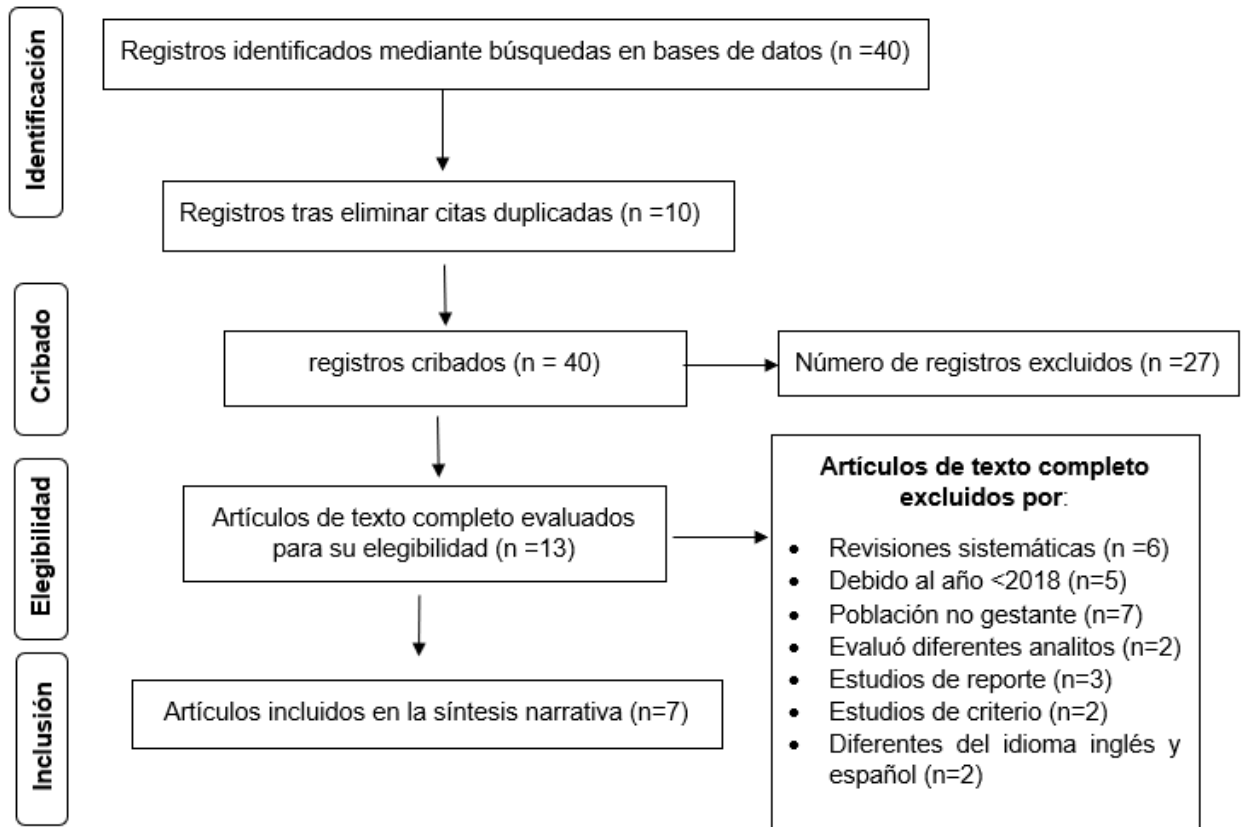 Identificación
Registros identificados mediante búsquedas en bases de datos (n =40)
Registros tras eliminar citas duplicadas (n =10)
Cribado
registros cribados (n = 40)
Número de registros excluidos (n =27)
Elegibilidad
Artículos de texto completo evaluados
para su elegibilidad (n =13)
Artículos de texto completo
excluidos por:
• Revisiones sistemáticas (n =6)
• Debido al año <2018 (n=5)
• Población no gestante (n=7)
• Evaluó diferentes analitos (n=2)
• Estudios de reporte (n=3)
• Estudios de criterio (n=2)
• Diferentes del idioma inglés y
español (n=2)
Inclusión
Artículos incluidos en la síntesis narrativa (n=7)